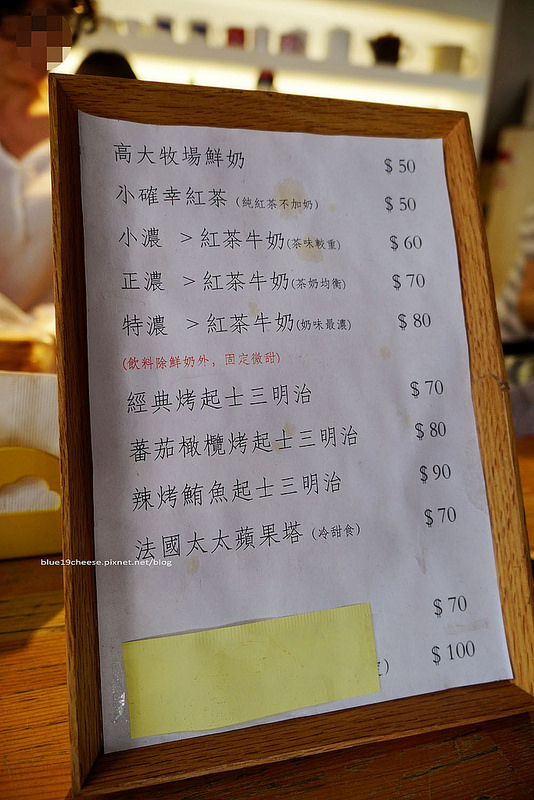 高大牧場鮮奶 $50
小確幸紅茶 (純紅茶不加奶) $50
小濃 >紅茶牛奶(茶味較重) $60
正濃 >紅茶牛奶(茶奶均衡) $70
特濃 >紅茶牛奶(奶味最濃) $80
(飲料除鮮奶外，固定微甜)
經典烤起士三明治 $70
蕃茄橄欖烤起士三明治 $80
辣烤鮪魚起士三明治 $90
法國太太蘋果塔 (冷甜食) $70
blue19cheese.pixnet.net/blog
$70
) $100